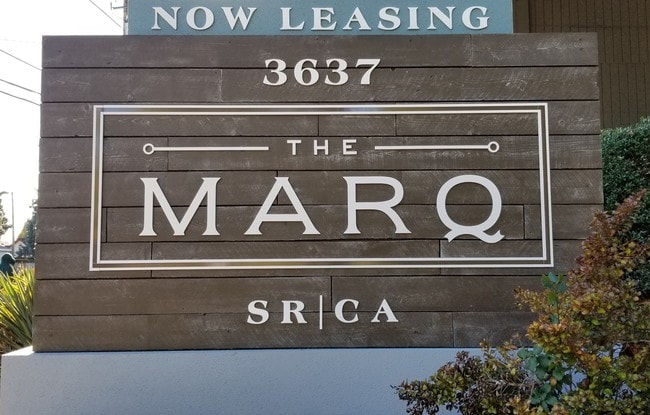 NOW LEASING
3637
THE
MARQ
SR|CA